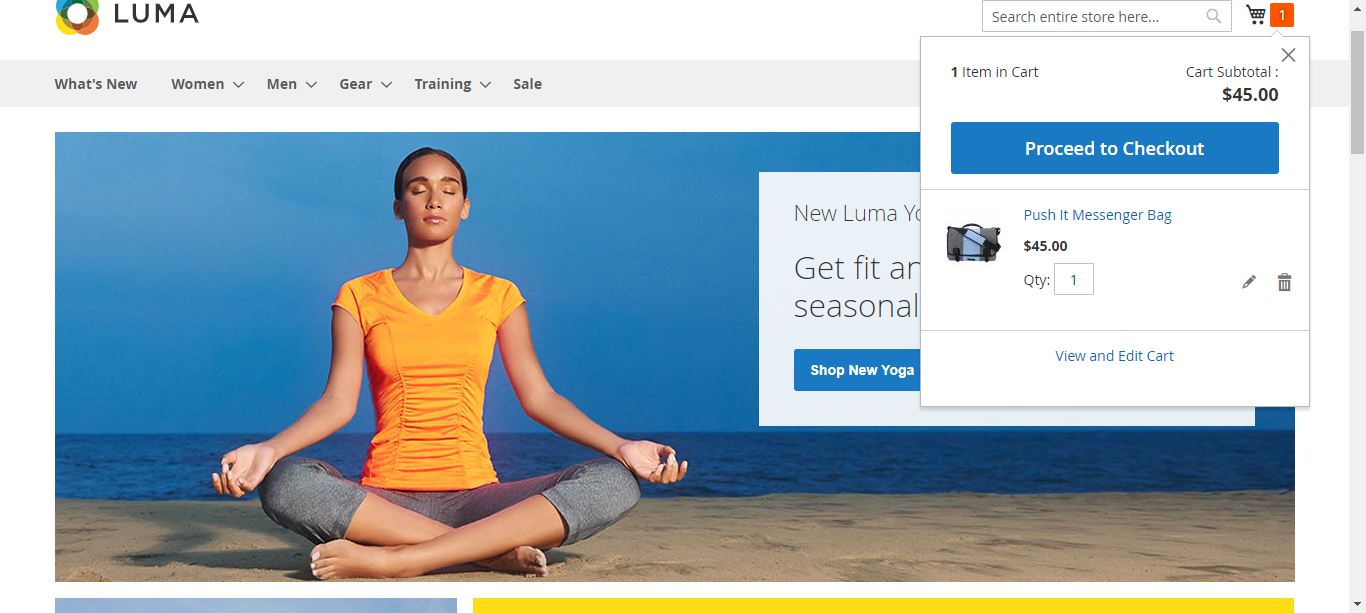 LUMA
Search entire store here...
1
What's New Women Men Gear Training Sale
1 Item in Cart
Cart Subtotal :
$45.00
Proceed to Checkout
Push It Messenger Bag
$45.00
Qty: 1
View and Edit Cart
New Luma Yo
Get fit an
seasonal
Shop New Yoga